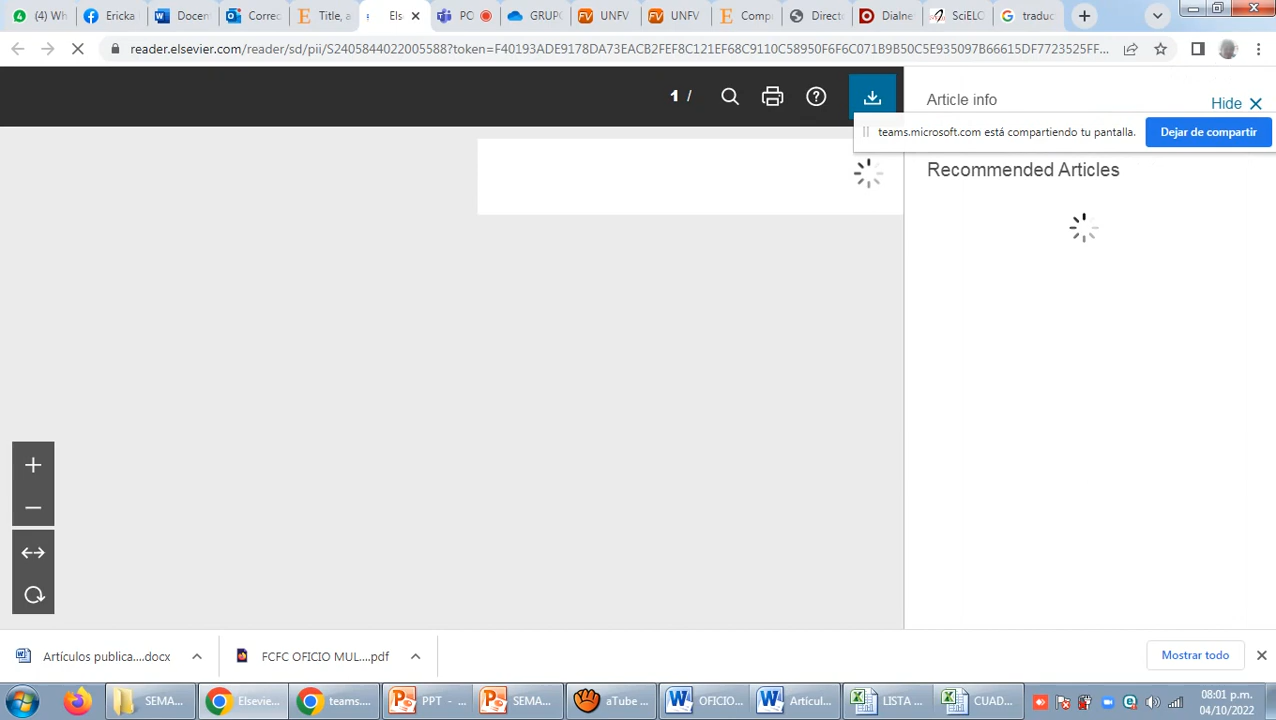 (4) Wh
Ericka
Docen
Correc
Title, a
Els
PC
GRUPC
UNFV
UNFV
Comp
Direct
Dialne
SciELO
traduc
reader.elsevier.com/reader/sd/pii/S2405844022005588?token=F40193ADE9178DA73EACB2FEF8C121EF68C9110C58950F6F6C071B9B50C5E935097B66615DF7723525FF...
1 /
Article info
Hide
teams.microsoft.com está compartiendo tu pantalla.
Dejar de compartir
Recommended Articles
Artículos publica....docx
FCFC OFICIO MUL....pdf
Mostrar todo
SEMA
Elsevie...
teams....
PPT - ...
SEMA...
aTube ...
OFICIO...
Artícul...
LISTA ...
CUAD...
08:01 p.m.
04/10/2022